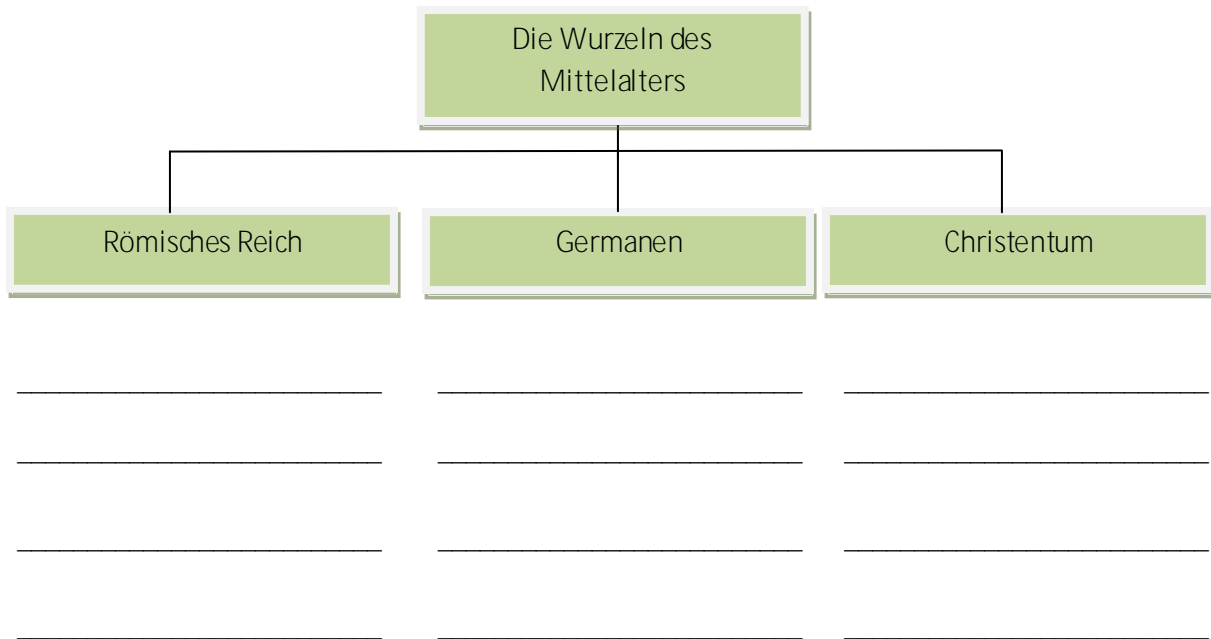 Die Wurzeln des
Mittelalters
Römisches Reich
Germanen
Christentum